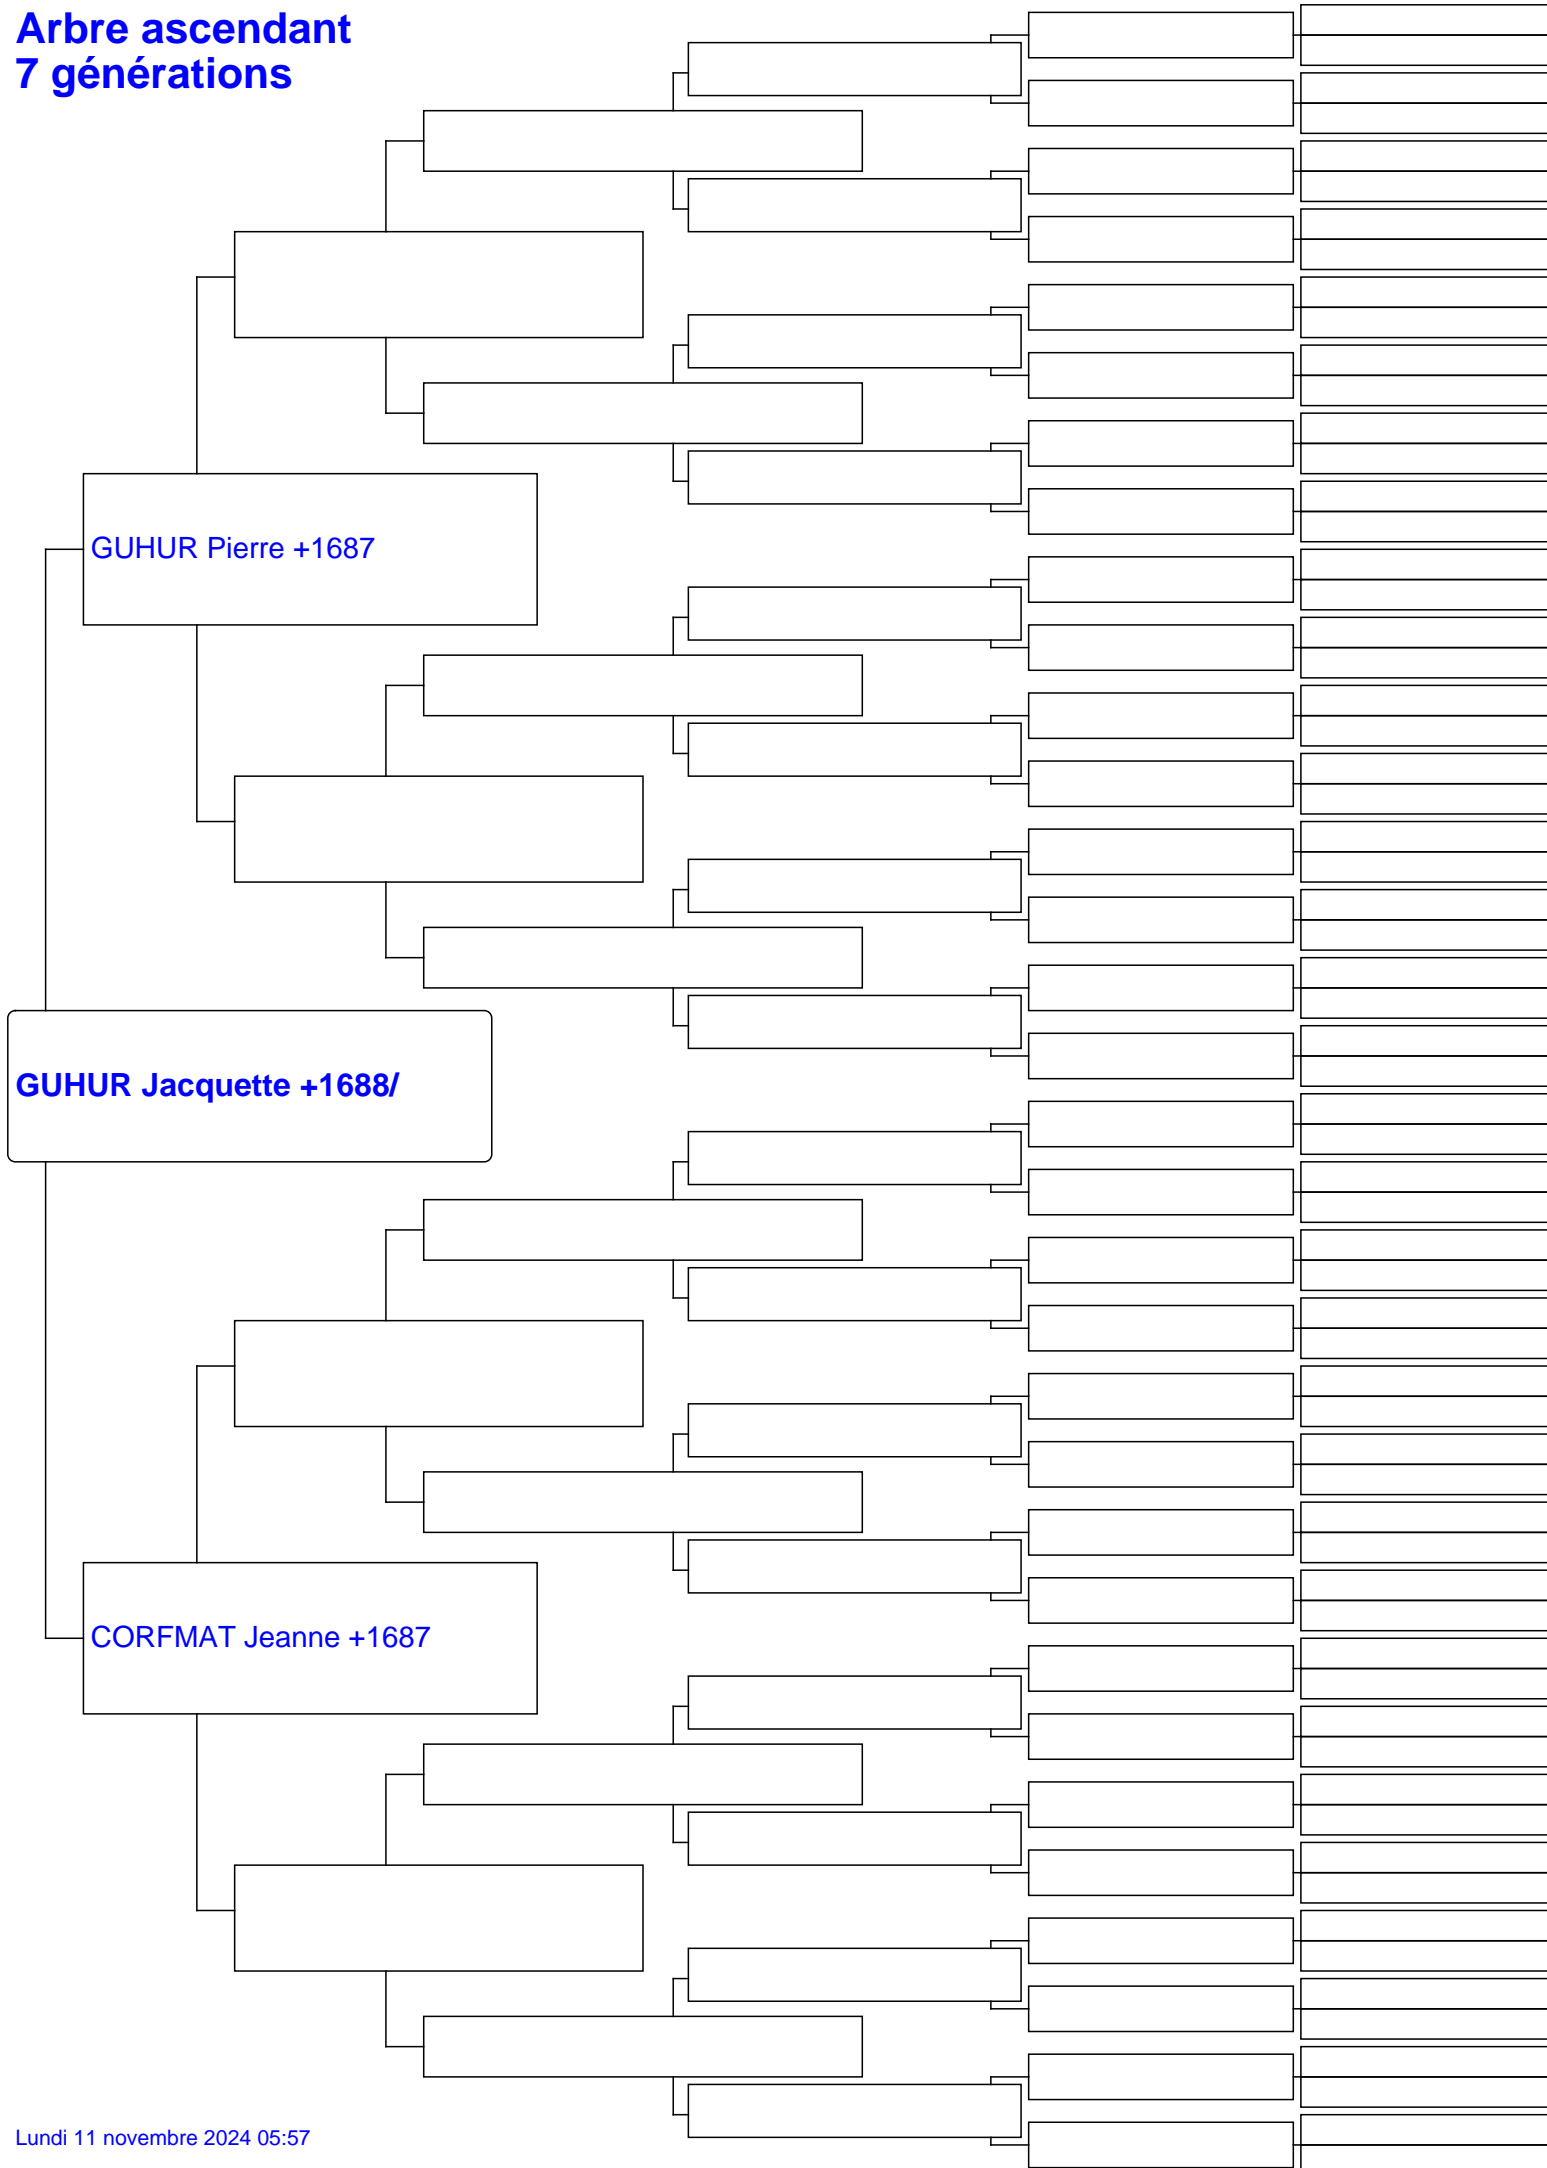 Arbre ascendant
7 générations
GUHUR Pierre +1687
GUHUR Jacquette +1688/
CORFMAT Jeanne +1687
Lundi 11 novembre 2024 05:57